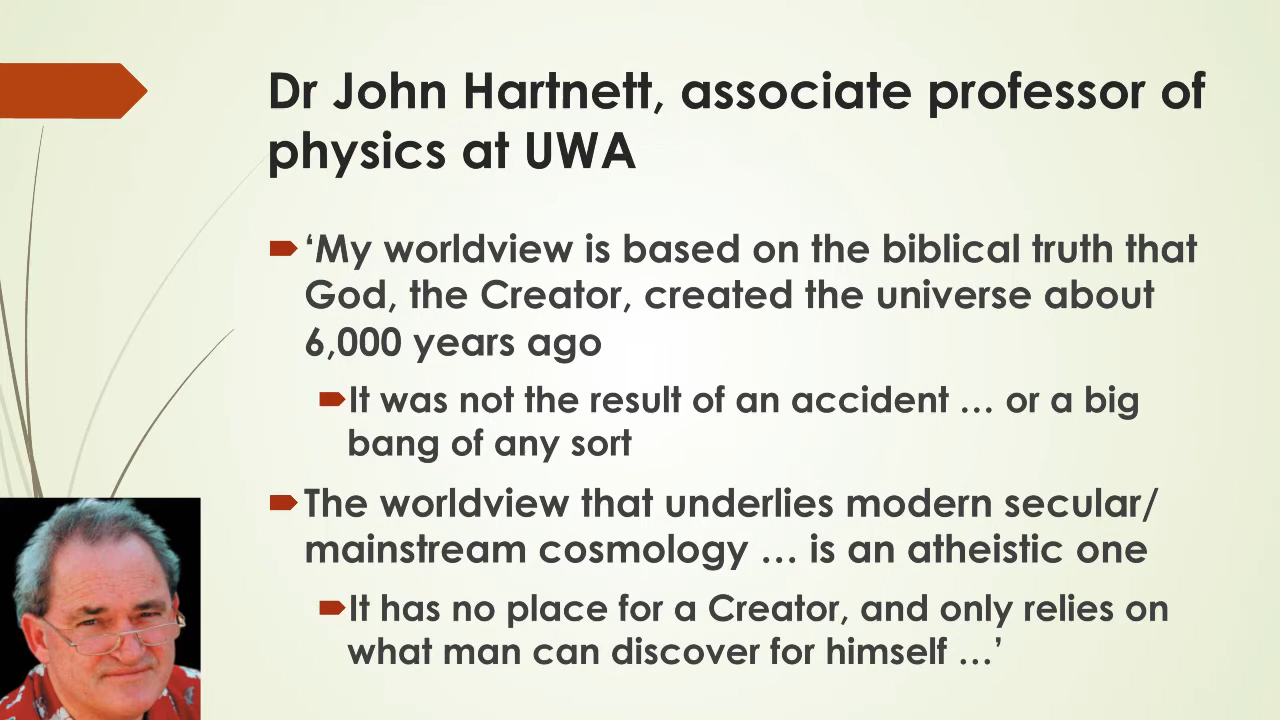 Dr John Hartnett, associate professor of
physics at UWA
‘My worldview is based on the biblical truth that
God, the Creator, created the universe about
6,000 years ago
It was not the result of an accident … or a big
bang of any sort
The worldview that underlies modern secular/
mainstream cosmology … is an atheistic one
It has no place for a Creator, and only relies on
what man can discover for himself …’